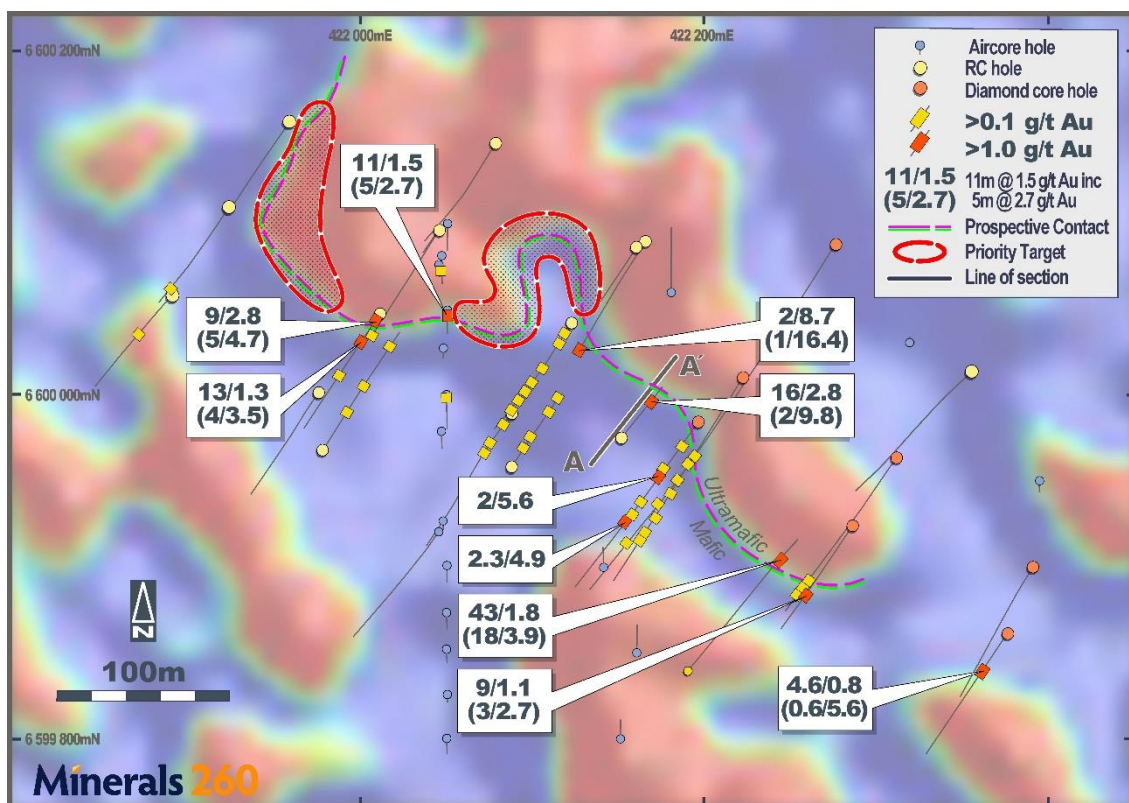 422 000mE
422 200mE
6 600 200mN
Aircore hole
RC hole
Diamond core hole
>0.1 g/t Au
>1.0 g/t Au
11/1.5
(5/2.7)
11m @ 1.5 g/t Au inc
5m @ 2.7 g/t Au
Prospective Contact
Priority Target
Line of section
11/1.5
(5/2.7)
9/2.8
(5/4.7)
2/8.7
(1/16.4)
13/1.3
(4/3.5)
6 600 000mN
A'
16/2.8
(2/9.8)
A
2/5.6
Ultramafic
Mafic
2.3/4.9
43/1.8
(18/3.9)
N
100m
9/1.1
(3/2.7)
4.6/0.8
(0.6/5.6)
6 599 800mN
Minerals 260